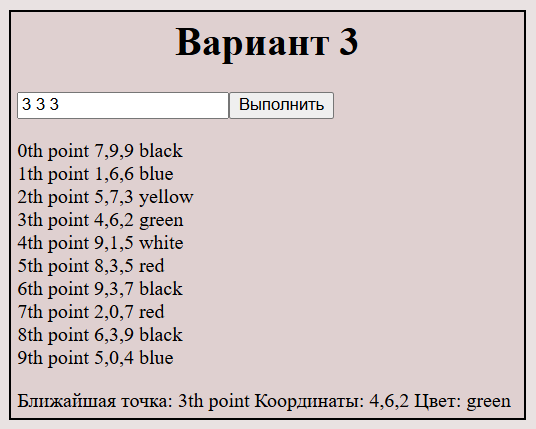 Вариант 3
3 3 3 Выполнить
0th point 7,9,9 black
1th point 1,6,6 blue
2th point 5,7,3 yellow
3th point 4,6,2 green
4th point 9,1,5 white
5th point 8,3,5 red
6th point 9,3,7 black
7th point 2,0,7 red
8th point 6,3,9 black
9th point 5,0,4 blue
Ближайшая точка: 3th point Координаты: 4,6,2 Цвет: green